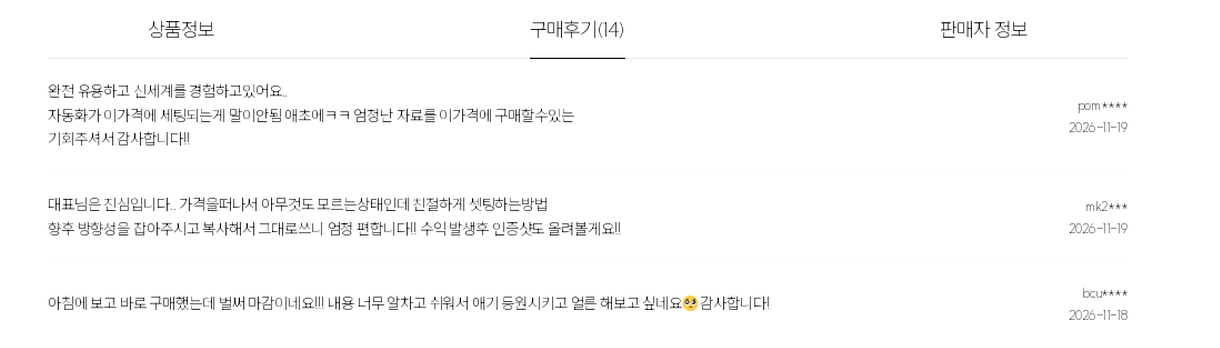 상품정보
구매후기(14)
판매자 정보
완전 유용하고 신세계를 경험하고있어요..
자동화가 이가격에 세팅되는게 말이안됨 애초에ㅋㅋ 엄청난 자료를 이가격에 구매할수있는
기회주셔서 감사합니다!!
pom****
2026-11-19
대표님은 진심입니다.. 가격을떠나서 아무것도 모르는상태인데 친절하게 셋팅하는방법
향후 방향성을 잡아주시고 복사해서 그대로쓰니 엄청 편합니다!! 수익 발생후 인증샷도 올려볼게요!!
mk2***
2026-11-19
아침에 보고 바로 구매했는데 벌써 마감이네요!!! 내용 너무 알차고 쉬워서 애기 등원시키고 얼른 해보고 싶네요🥺감사합니다!
bcu****
2026-11-18